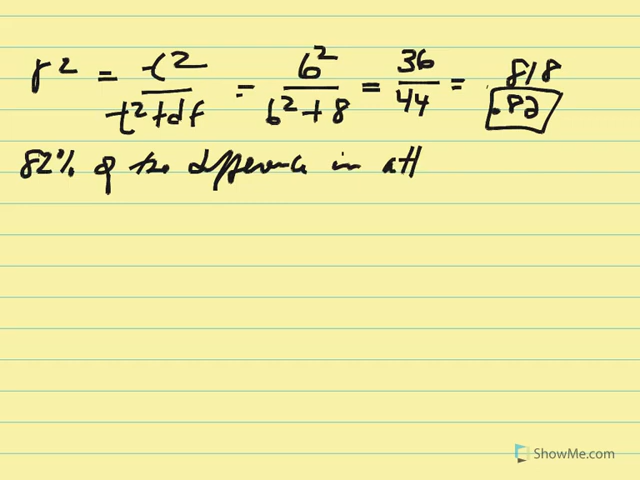 r² = t² / t² + df = 6² / 6² + 8 = 36 / 44 = .818
.82
82% of the difference in att
ShowMe.com